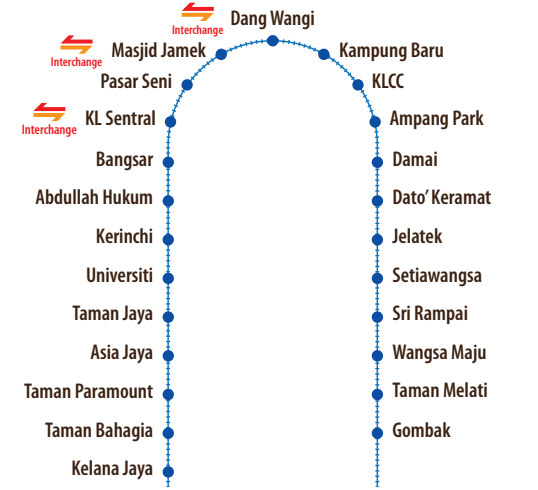 Dang Wangi
Interchange
Masjid Jamek
Kampung Baru
Interchange
Pasar Seni
KLCC
KL Sentral
Ampang Park
Interchange
Bangsar
Damai
Abdullah Hukum
Dato’ Keramat
Kerinchi
Jelatek
Universiti
Setiawangsa
Taman Jaya
Sri Rampai
Asia Jaya
Wangsa Maju
Taman Paramount
Taman Melati
Taman Bahagia
Gombak
Kelana Jaya